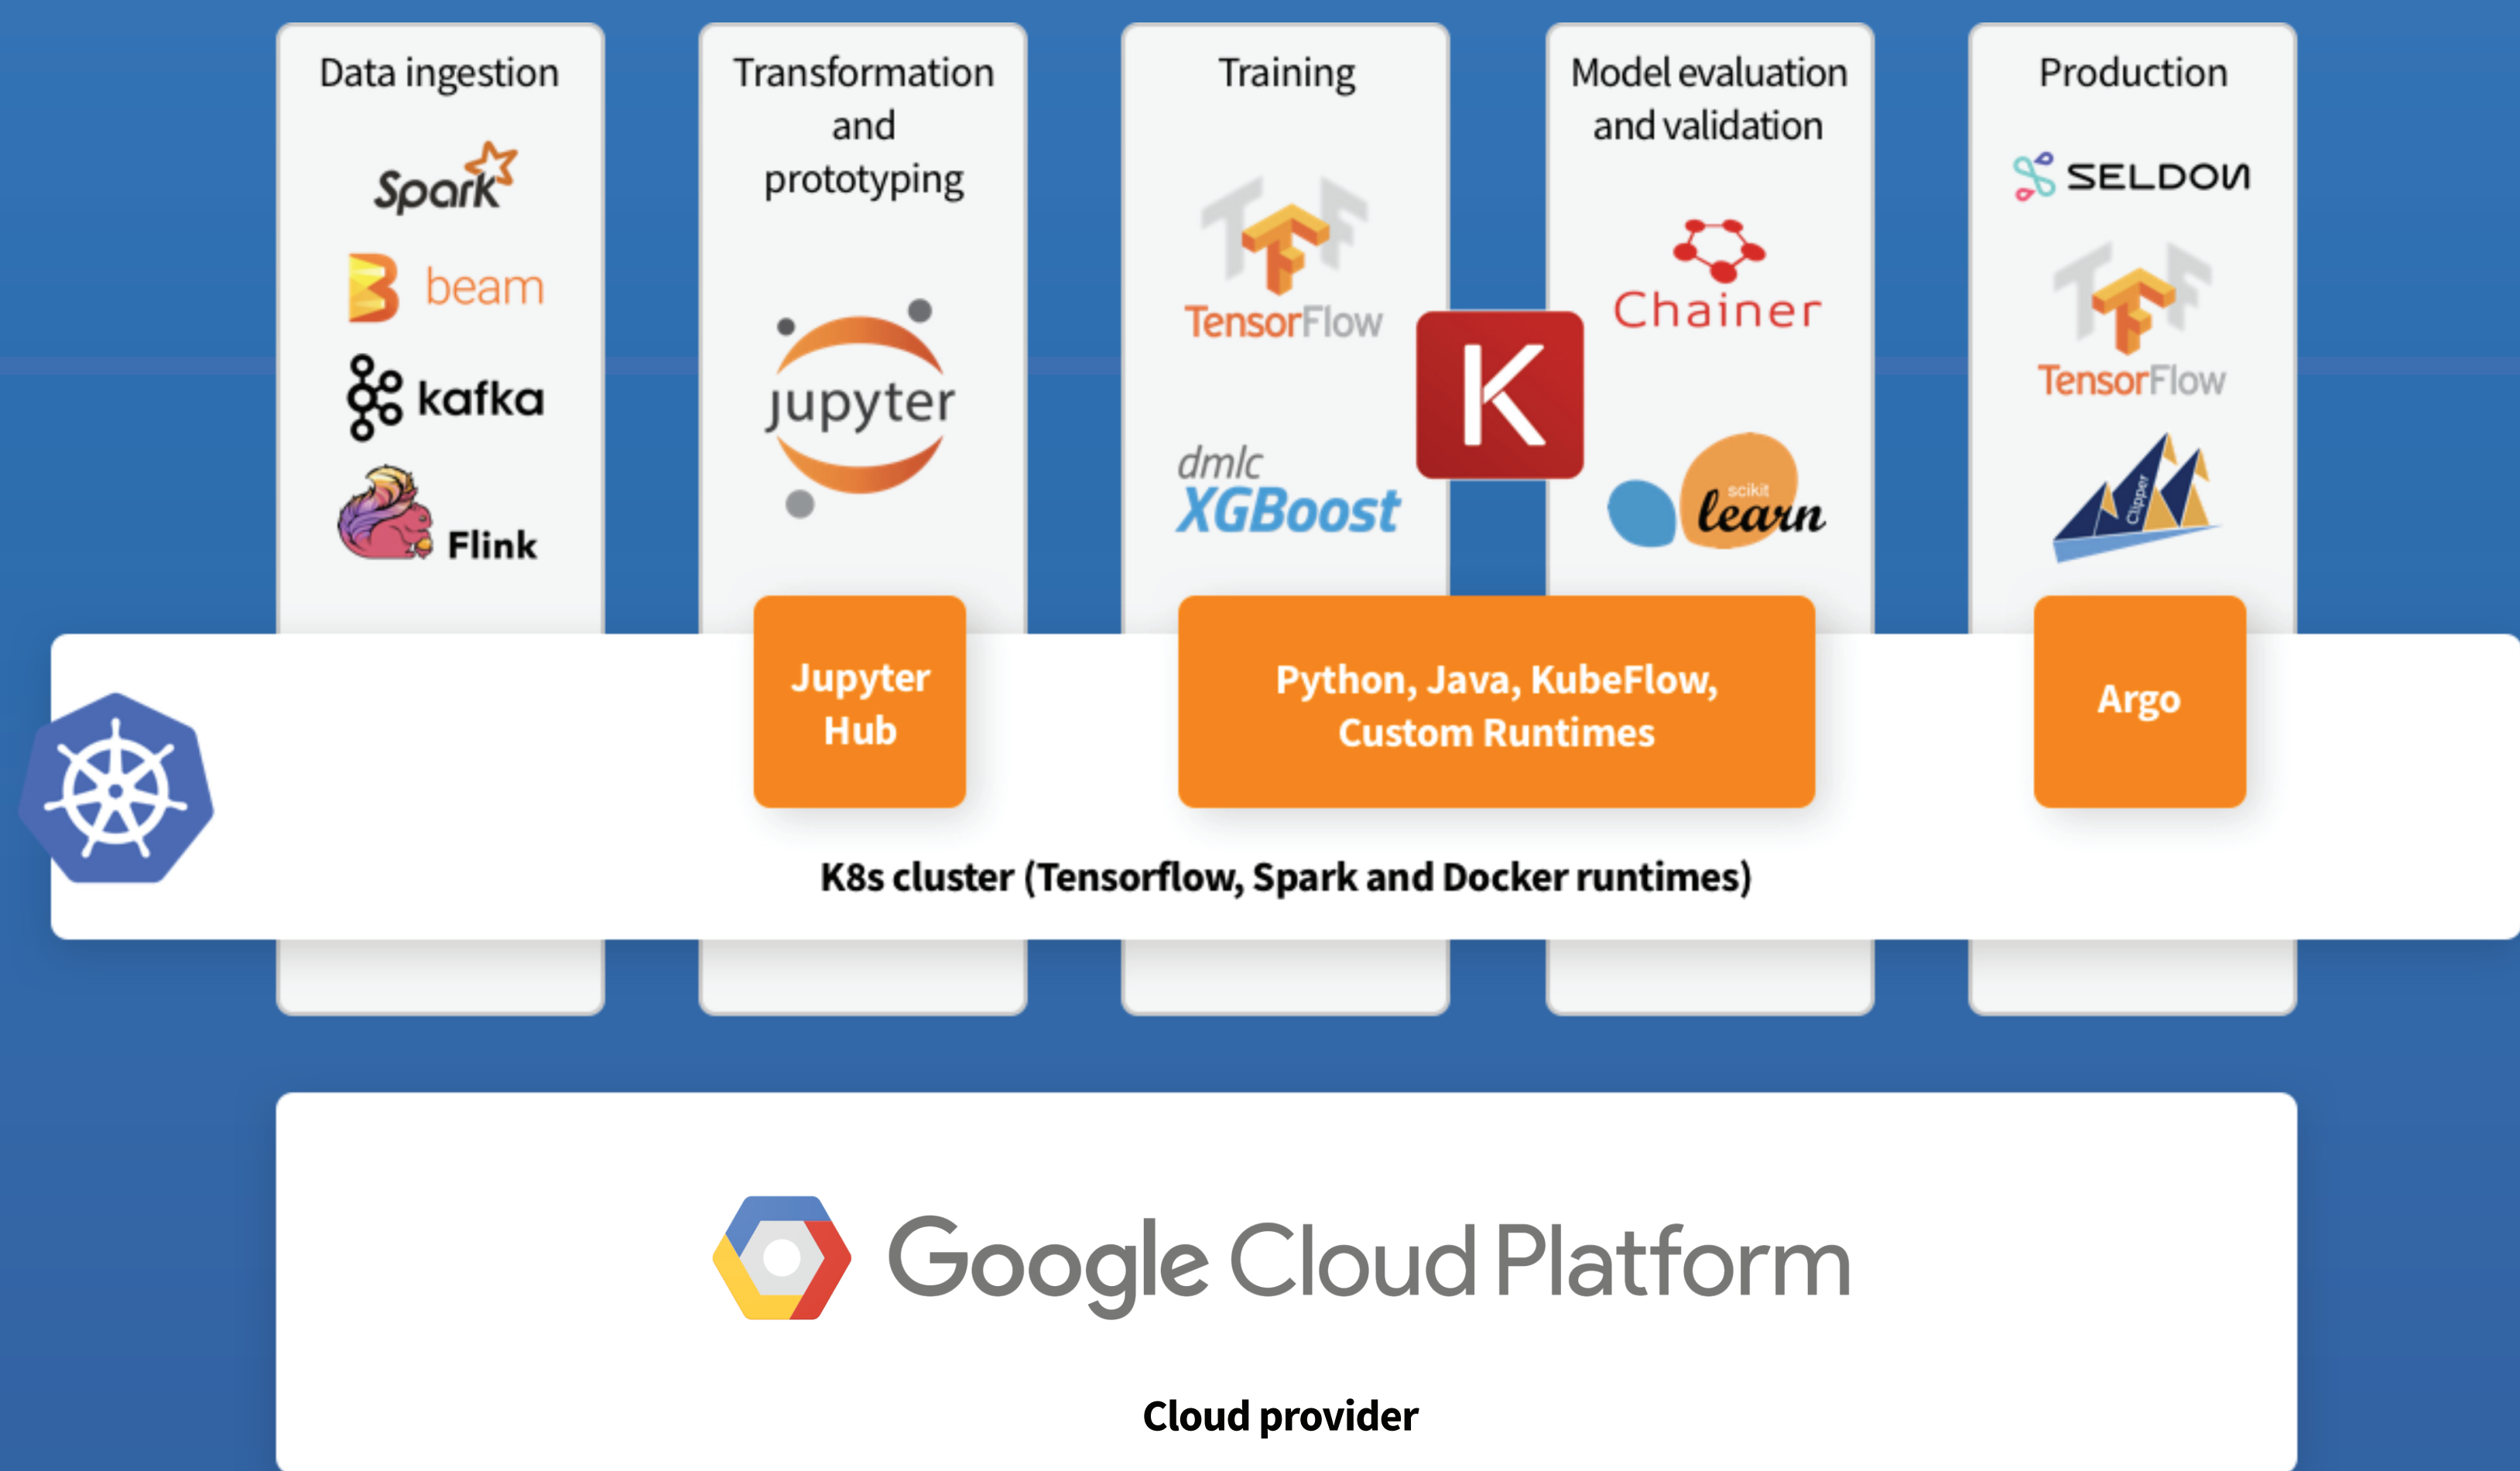 Data ingestion
Spark
beam
kafka
Flink
Transformation
and
prototyping
jupyter
Training
TensorFlow
dmlc
XGBoost
K
Model evaluation
and validation
Chainer
scikit
learn
Production
SELDON
TensorFlow
Clipper
Jupyter
Hub
Python, Java, KubeFlow,
Custom Runtimes
Argo
K8s cluster (Tensorflow, Spark and Docker runtimes)
Google Cloud Platform
Cloud provider